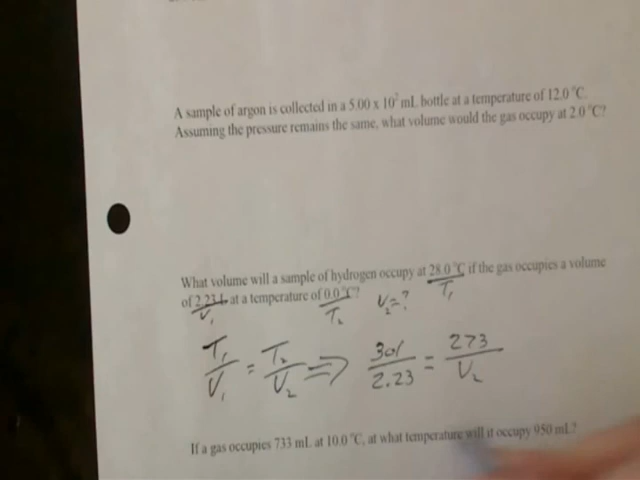 A sample of argon is collected in a 5.00 x 10² mL bottle at a temperature of 12.0 °C.
Assuming the pressure remains the same, what volume would the gas occupy at 2.0 °C?
What volume will a sample of hydrogen occupy at 28.0 °C if the gas occupies a volume
of 2.23 L at a temperature of 0.0 °C? V₂=?
V₁ T₂ T₁
T₁/V₁ = T₂/V₂ ⇒ 301/2.23 = 273/V₂
If a gas occupies 733 mL at 10.0 °C, at what temperature will it occupy 950 mL?